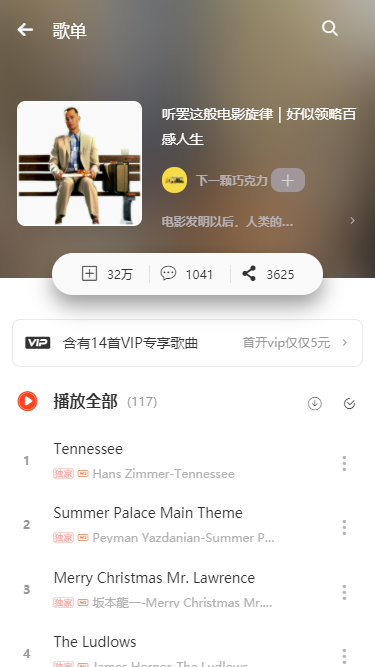 歌单
听罢这般电影旋律 | 好似领略百
感人生
下一颗巧克力
电影发明以后，人类的...
32万
1041
3625
VIP 含有14首VIP专享歌曲 首开vip仅仅5元
播放全部 (117)
1
Tennessee
独家 SQ Hans Zimmer-Tennessee
2
Summer Palace Main Theme
独家 SQ Peyman Yazdanian-Summer P...
3
Merry Christmas Mr. Lawrence
独家 SQ 坂本龍一-Merry Christmas Mr....
4
The Ludlows
独家 SQ James Horner-The Ludlows